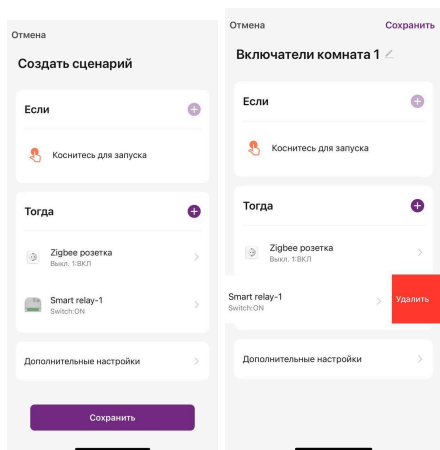 Отмена
Создать сценарий
Если
Коснитесь для запуска
Тогда
Zigbee розетка
Выкл. 1:ВКЛ
Smart relay-1
Switch:ON
Дополнительные настройки
Сохранить
Отмена
Сохранить
Включатели комната 1
Если
Коснитесь для запуска
Тогда
Zigbee розетка
Выкл. 1:ВКЛ
Smart relay-1
Switch:ON
Удалить
Дополнительные настройки